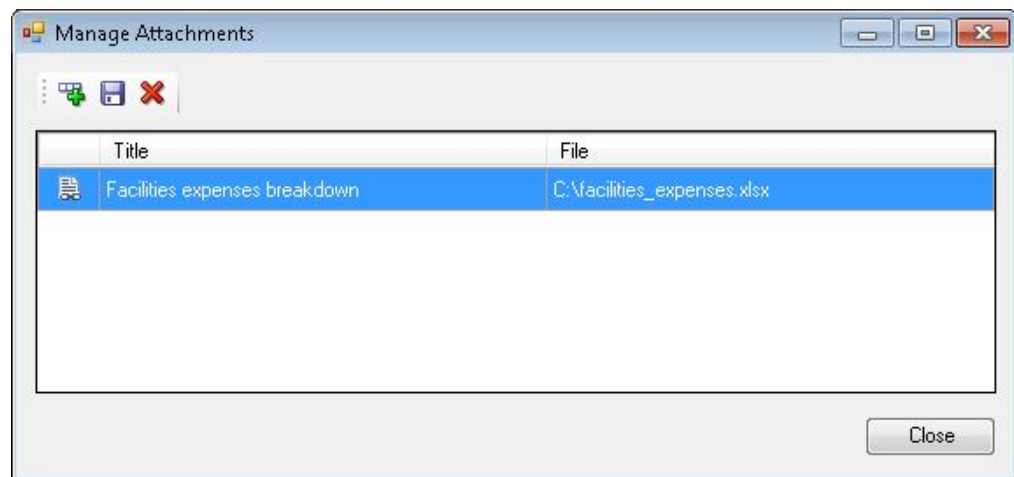 Manage Attachments
Title File
Facilities expenses breakdown C:\facilities_expenses.xlsx
Close